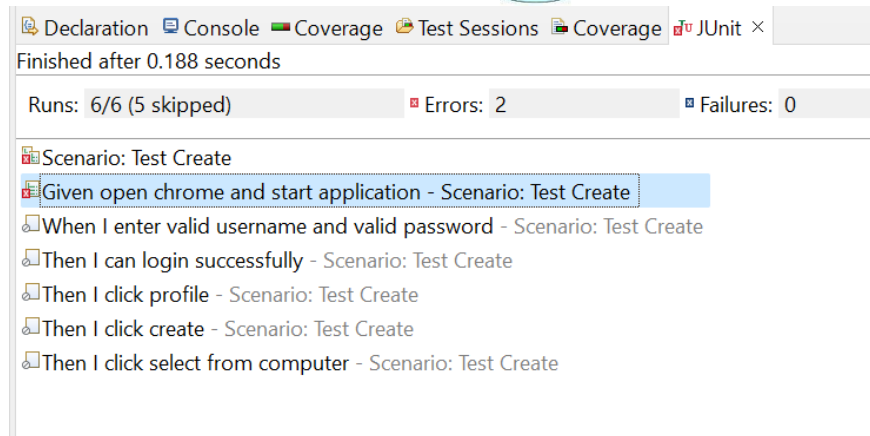 Declaration Console Coverage Test Sessions Coverage JUnit ×
Finished after 0.188 seconds
Runs: 6/6 (5 skipped) Errors: 2 Failures: 0
Scenario: Test Create
Given open chrome and start application - Scenario: Test Create
When I enter valid username and valid password - Scenario: Test Create
Then I can login successfully - Scenario: Test Create
Then I click profile - Scenario: Test Create
Then I click create - Scenario: Test Create
Then I click select from computer - Scenario: Test Create